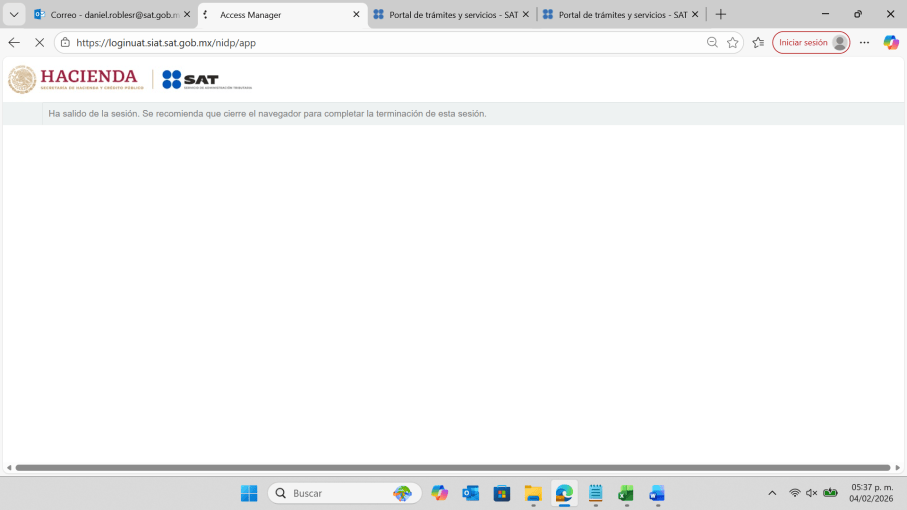 Correo - daniel.roblesr@sat.gob.m
Access Manager
Portal de trámites y servicios - SAT
Portal de trámites y servicios - SAT
https://loginuat.siat.sat.gob.mx/nidp/app
Iniciar sesión
HACIENDA
SECRETARÍA DE HACIENDA Y CRÉDITO PÚBLICO
SAT
SERVICIO DE ADMINISTRACIÓN TRIBUTARIA
Ha salido de la sesión. Se recomienda que cierre el navegador para completar la terminación de esta sesión.
Buscar
05:37 p. m.
04/02/2026